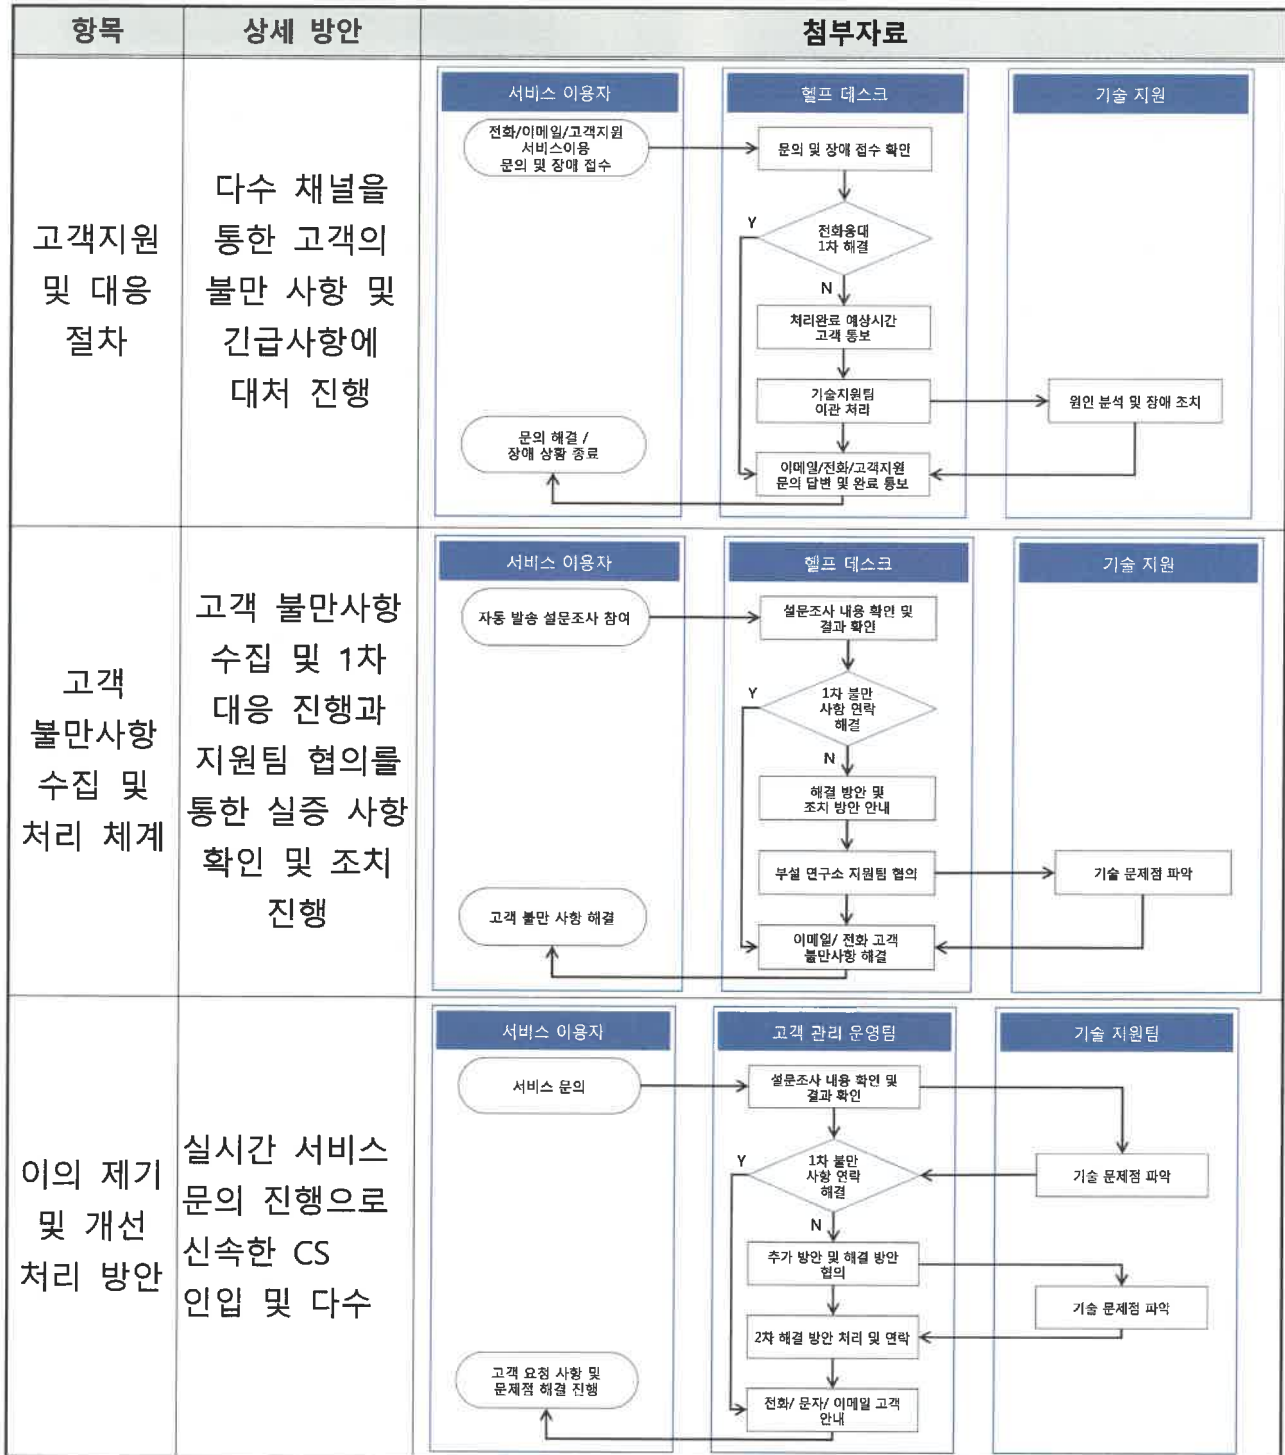 항목
상세 방안
첨부자료
고객지원
및 대응
절차
다수 채널을
통한 고객의
불만 사항 및
긴급사항에
대처 진행
서비스 이용자
헬프 데스크
기술 지원
전화/이메일/고객지원
서비스이용
문의 및 장애 접수
문의 및 장애 접수 확인
전화응대
1차 해결
Y
N
처리완료 예상시간
고객 통보
기술지원팀
이관 처리
원인 분석 및 장애 조치
문의 해결 /
장애 상황 종료
이메일/전화/고객지원
문의 답변 및 완료 통보
고객
불만사항
수집 및
처리 체계
고객 불만사항
수집 및 1차
대응 진행과
지원팀 협의를
통한 실증 사항
확인 및 조치
진행
서비스 이용자
헬프 데스크
기술 지원
자동 발송 설문조사 참여
설문조사 내용 확인 및
결과 확인
Y
1차 불만
사항 연락
해결
N
해결 방안 및
조치 방안 안내
부설 연구소 지원팀 협의
기술 문제점 파악
고객 불만 사항 해결
이메일/ 전화 고객
불만사항 해결
이의 제기
및 개선
처리 방안
실시간 서비스
문의 진행으로
신속한 CS
인입 및 다수
서비스 이용자
고객 관리 운영팀
기술 지원팀
서비스 문의
설문조사 내용 확인 및
결과 확인
Y
1차 불만
사항 연락
해결
기술 문제점 파악
N
추가 방안 및 해결 방안
협의
기술 문제점 파악
2차 해결 방안 처리 및 연락
고객 요청 사항 및
문제점 해결 진행
전화/ 문자/ 이메일 고객
안내